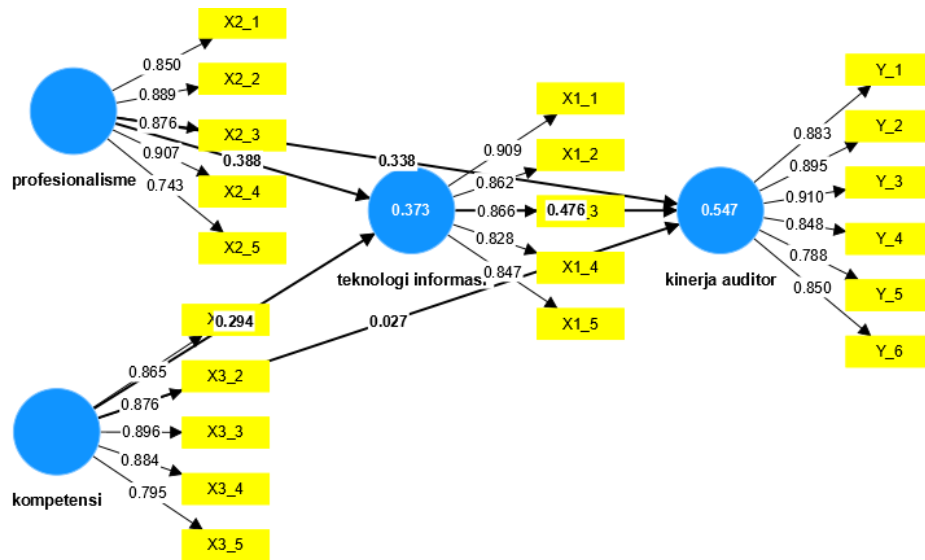 X2_1
0.850
X2_2
0.889
0.876
X2_3
0.388
0.907
profesionalisme
X2_4
0.743
X2_5
X1_1
0.909
0.338
X1_2
0.862
0.373
0.866
0.476
_3
0.828
teknologi informas
X1_4
0.847
X1_5
Y_1
0.883
Y_2
0.895
0.547
0.910
Y_3
0.848
Y_4
kinerja auditor
0.788
Y_5
0.850
Y_6
X
0.294
0.027
0.865
X3_2
0.876
0.896
X3_3
0.884
kompetensi
X3_4
0.795
X3_5